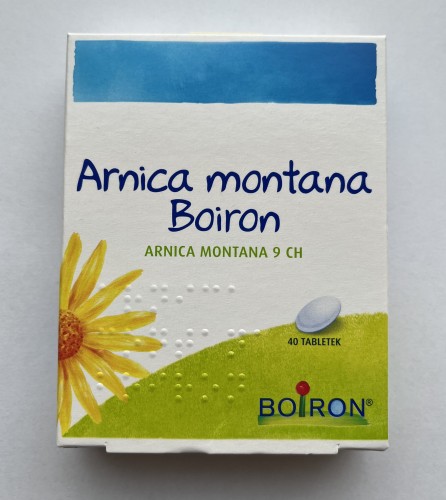 Arnica montana
Boiron
ARNICA MONTANA 9 CH
40 TABLETEK
BOIRON®